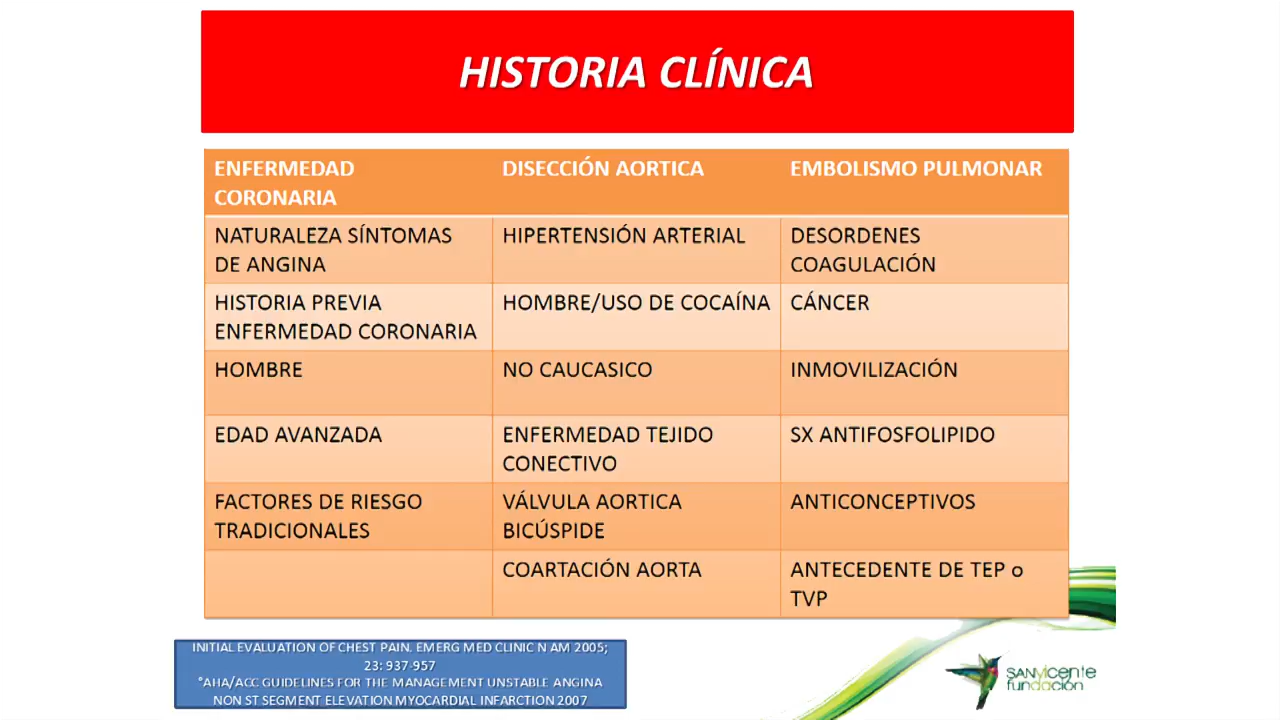 HISTORIA CLÍNICA
ENFERMEDAD
CORONARIA
DISECCIÓN AORTICA
EMBOLISMO PULMONAR
NATURALEZA SÍNTOMAS
DE ANGINA
HIPERTENSIÓN ARTERIAL
DESORDENES
COAGULACIÓN
HISTORIA PREVIA
ENFERMEDAD CORONARIA
HOMBRE/USO DE COCAÍNA
CÁNCER
HOMBRE
NO CAUCASICO
INMOVILIZACIÓN
EDAD AVANZADA
ENFERMEDAD TEJIDO
CONECTIVO
SX ANTIFOSFOLIPIDO
FACTORES DE RIESGO
TRADICIONALES
VÁLVULA AORTICA
BICÚSPIDE
ANTICONCEPTIVOS
COARTACIÓN AORTA
ANTECEDENTE DE TEP o
TVP
INITIAL EVALUATION OF CHEST PAIN. EMERG MED CLINIC N AM 2005;
23: 937-957
°AHA/ACC GUIDELINES FOR THE MANAGEMENT UNSTABLE ANGINA
NON ST SEGMENT ELEVATION MYOCARDIAL INFARCTION 2007
SANVICENTE
fundación